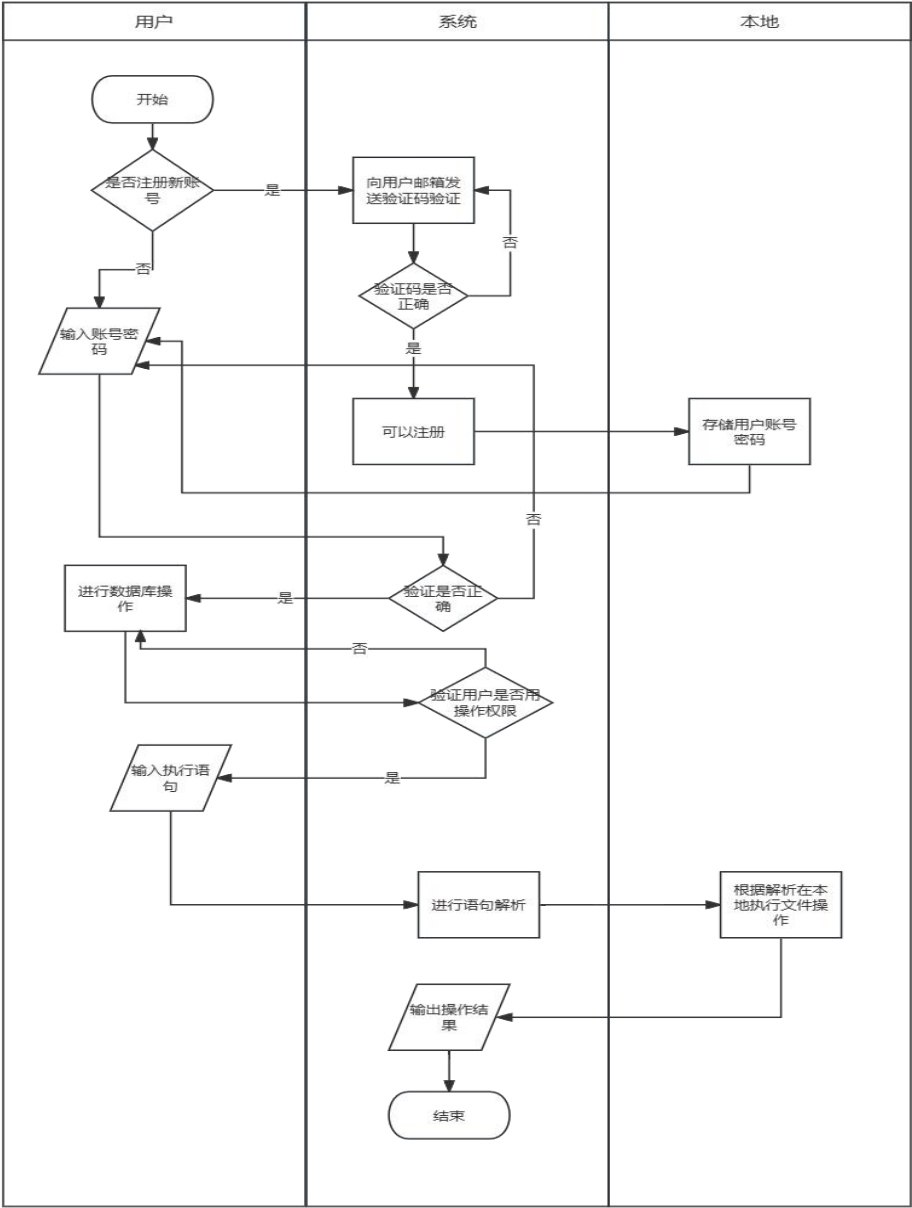 用户
系统
本地
开始
是否注册新账
号
是
向用户邮箱发
送验证码验证
否
否
验证码是否
正确
输入账号密
码
是
可以注册
存储用户账号
密码
否
进行数据库操
作
是
验证是否正
确
否
验证用户是否用
操作权限
输入执行语
句
是
进行语句解析
根据解析在本
地执行文件操
作
输出操作结
果
结束